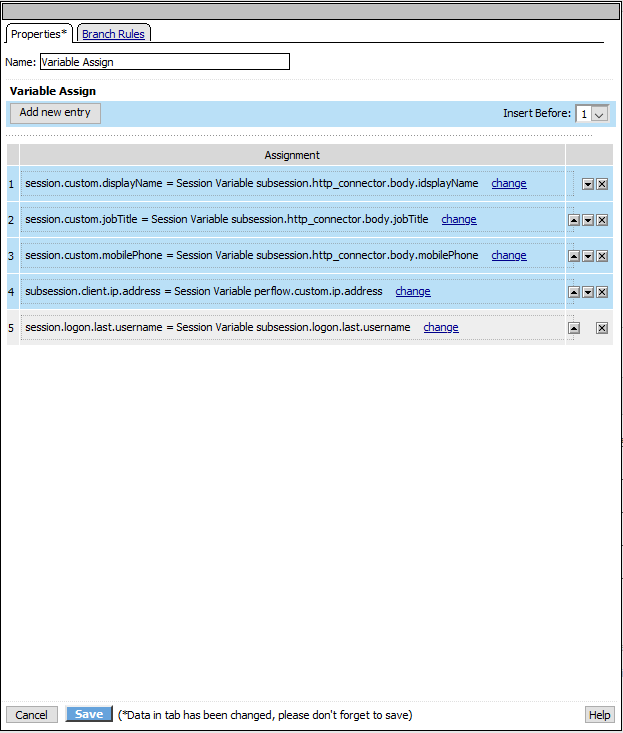 Properties* Branch Rules
Name: Variable Assign
Variable Assign
Add new entry Insert Before: 1
Assignment
1 session.custom.displayName = Session Variable subsession.http_connector.body.idsplayName change
2 session.custom.jobTitle = Session Variable subsession.http_connector.body.jobTitle change
3 session.custom.mobilePhone = Session Variable subsession.http_connector.body.mobilePhone change
4 subsession.client.ip.address = Session Variable perflow.custom.ip.address change
5 session.logon.last.username = Session Variable subsession.logon.last.username change
Cancel Save (*Data in tab has been changed, please don't forget to save) Help